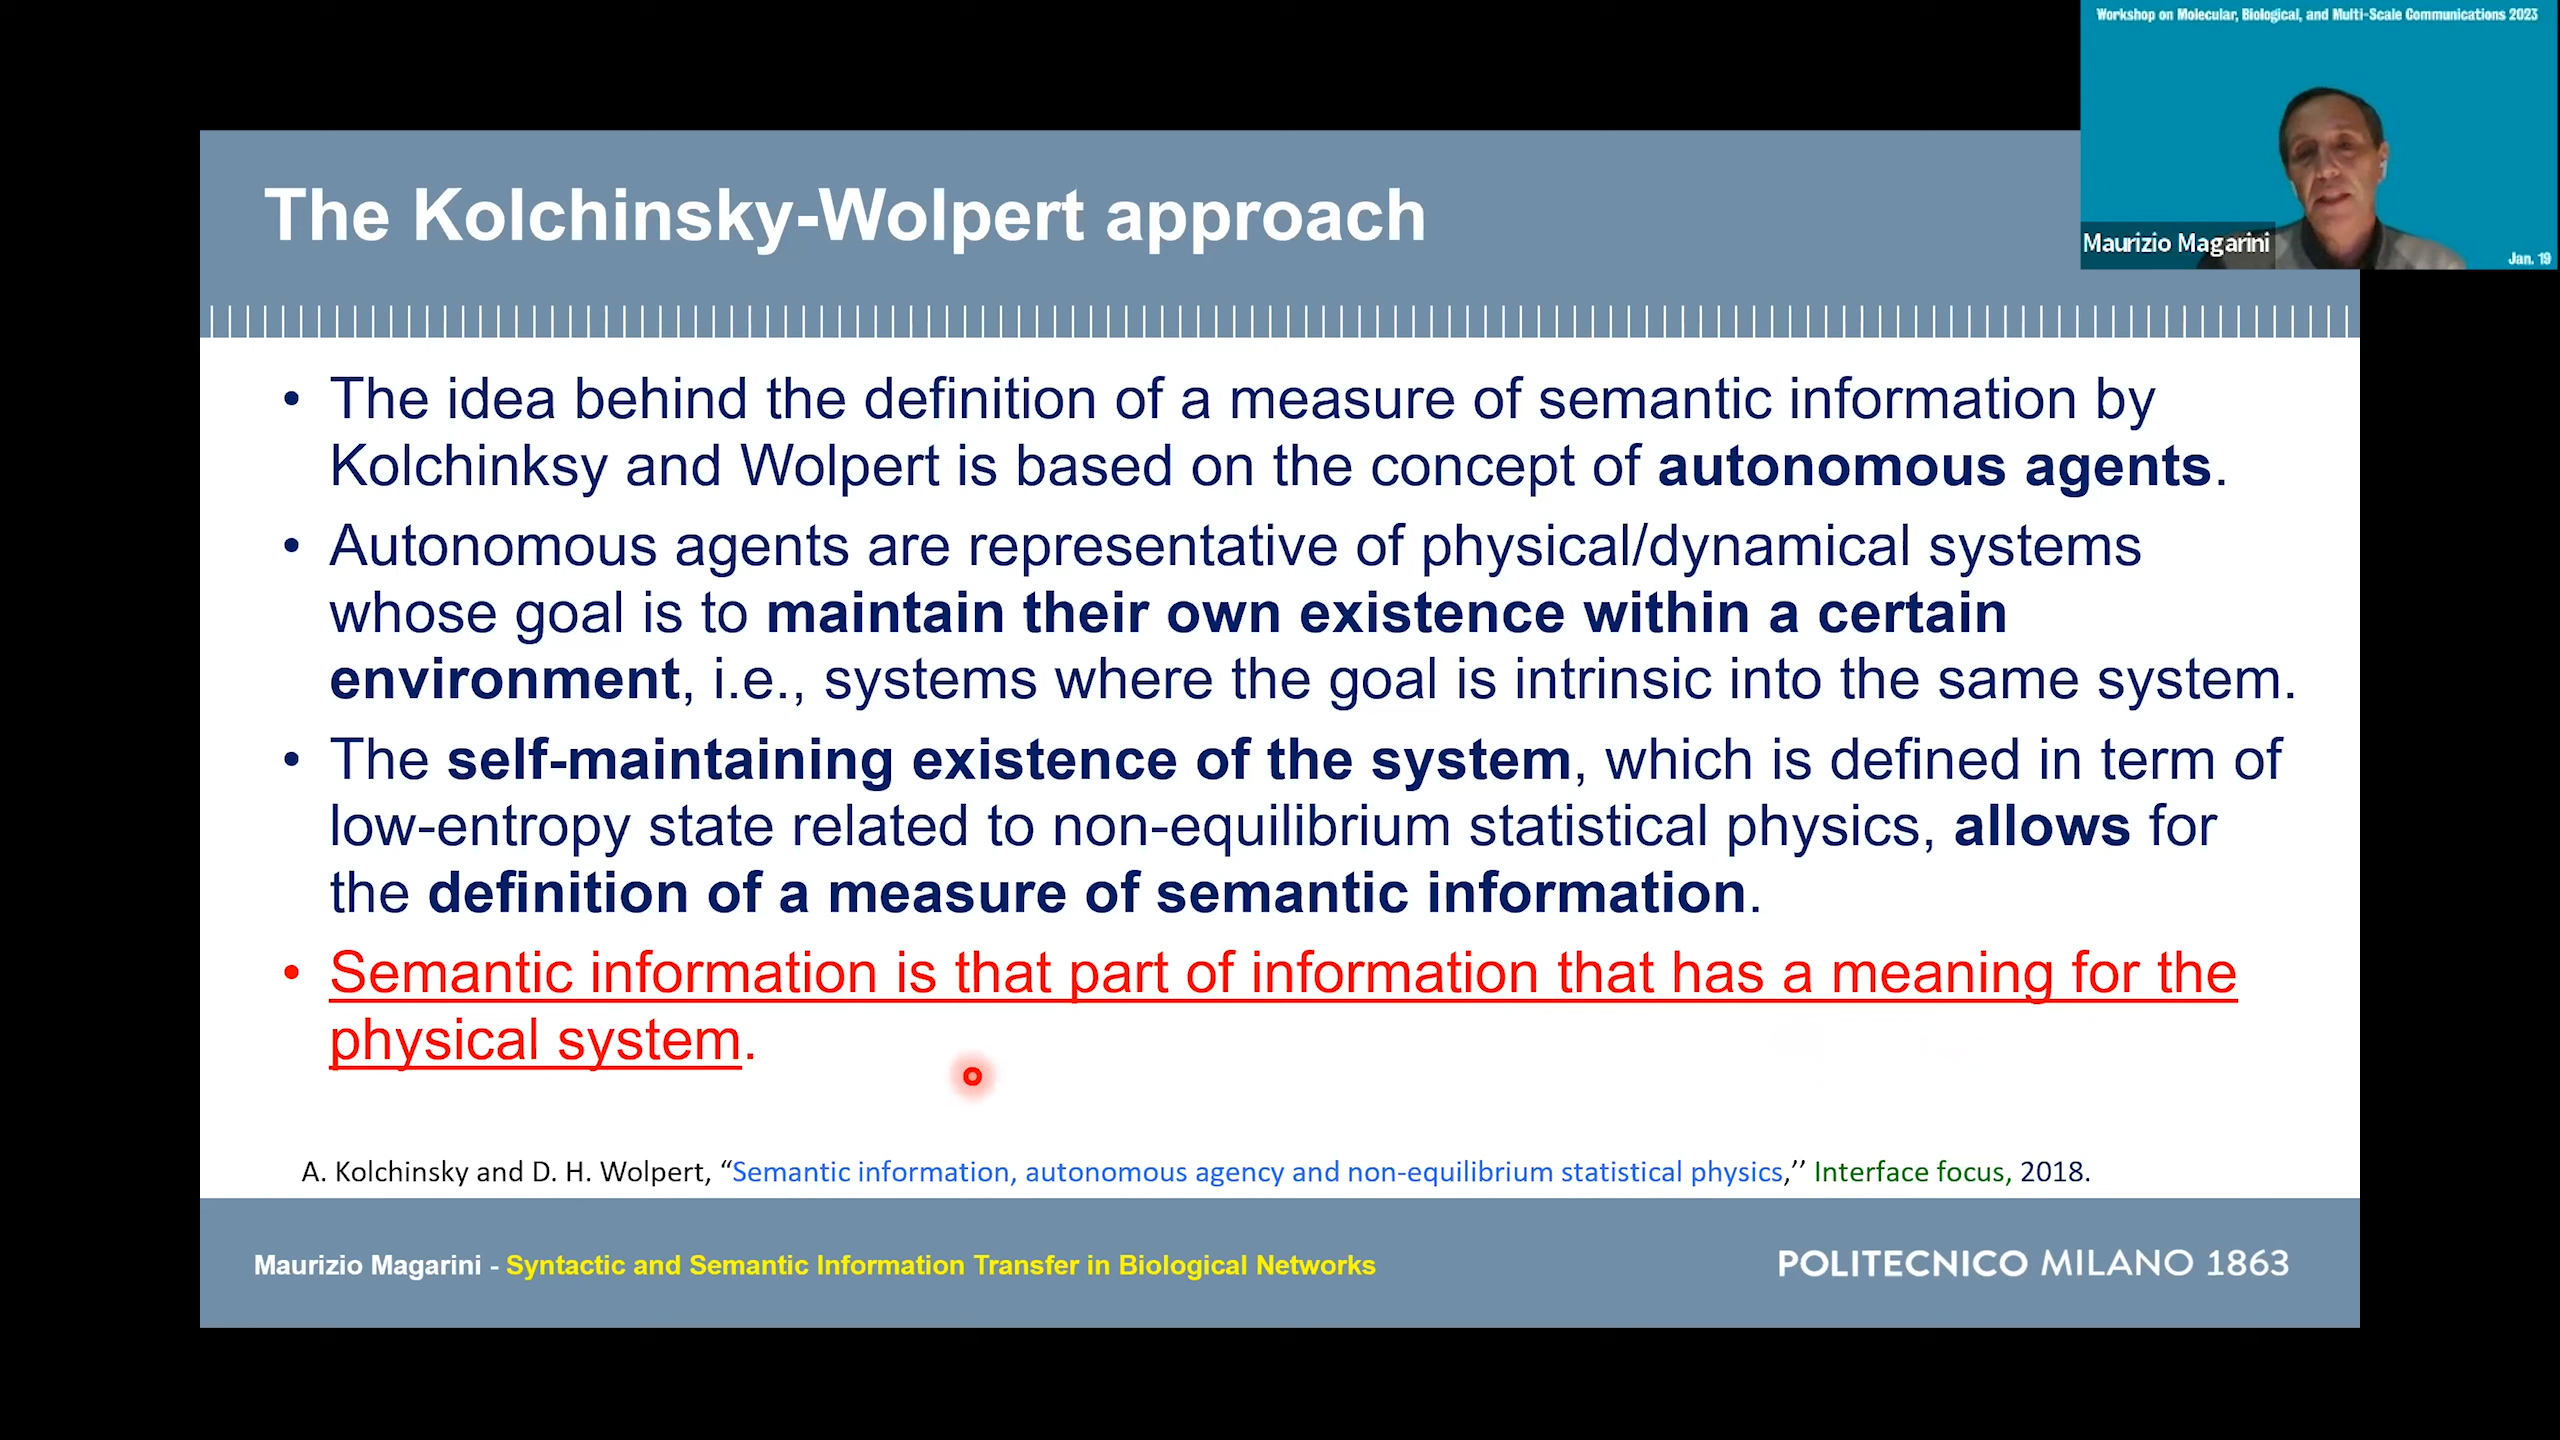 Workshop on Molecular, Biological, and Multi-Scale Communications 2023
Maurizio Magarini
Jan. 19
The Kolchinsky-Wolpert approach
• The idea behind the definition of a measure of semantic information by
Kolchinksy and Wolpert is based on the concept of autonomous agents.
• Autonomous agents are representative of physical/dynamical systems
whose goal is to maintain their own existence within a certain
environment, i.e., systems where the goal is intrinsic into the same system.
• The self-maintaining existence of the system, which is defined in term of
low-entropy state related to non-equilibrium statistical physics, allows for
the definition of a measure of semantic information.
• Semantic information is that part of information that has a meaning for the
physical system.
A. Kolchinsky and D. H. Wolpert, “Semantic information, autonomous agency and non-equilibrium statistical physics,’’ Interface focus, 2018.
Maurizio Magarini - Syntactic and Semantic Information Transfer in Biological Networks
POLITECNICO MILANO 1863